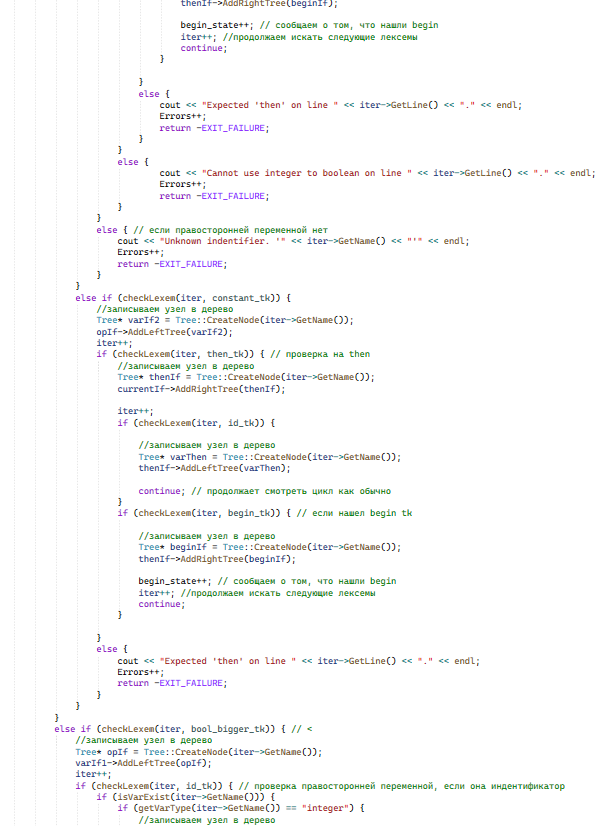 thenIf->AddRightTree(beginIf);
begin_state++; // сообщаем о том, что нашли begin
iter++; //продолжаем искать следующие лексемы
continue;
}
}
else {
cout << "Expected 'then' on line " << iter->GetLine() << "." << endl;
Errors++;
return -EXIT_FAILURE;
}
}
else {
cout << "Cannot use integer to boolean on line " << iter->GetLine() << "." << endl;
Errors++;
return -EXIT_FAILURE;
}
}
else { // если правосторонней переменной нет
cout << "Unknown indentifier. '" << iter->GetName() << "'" << endl;
Errors++;
return -EXIT_FAILURE;
}
}
else if (checkLexem(iter, constant_tk)) {
//записываем узел в дерево
Tree* varIf2 = Tree::CreateNode(iter->GetName());
opIf->AddLeftTree(varIf2);
iter++;
if (checkLexem(iter, then_tk)) { // проверка на then
//записываем узел в дерево
Tree* thenIf = Tree::CreateNode(iter->GetName());
currentIf->AddRightTree(thenIf);
iter++;
if (checkLexem(iter, id_tk)) {
//записываем узел в дерево
Tree* varThen = Tree::CreateNode(iter->GetName());
thenIf->AddLeftTree(varThen);
continue; // продолжает смотреть цикл как обычно
}
if (checkLexem(iter, begin_tk)) { // если нашел begin tk
//записываем узел в дерево
Tree* beginIf = Tree::CreateNode(iter->GetName());
thenIf->AddRightTree(beginIf);
begin_state++; // сообщаем о том, что нашли begin
iter++; //продолжаем искать следующие лексемы
continue;
}
}
else {
cout << "Expected 'then' on line " << iter->GetLine() << "." << endl;
Errors++;
return -EXIT_FAILURE;
}
}
}
else if (checkLexem(iter, bool_bigger_tk)) { // <
//записываем узел в дерево
Tree* opIf = Tree::CreateNode(iter->GetName());
varIf1->AddLeftTree(opIf);
iter++;
if (checkLexem(iter, id_tk)) { // проверка правосторонней переменной, если она индентификатор
if (isVarExist(iter->GetName())) {
if (getVarType(iter->GetName()) == "integer") {
//записываем узел в дерево